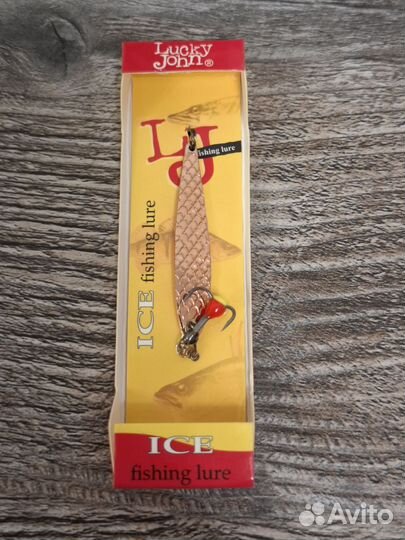 Lucky
John®
LJ
fishing lure
ICE fishing lure
ICE
fishing lure
Avito